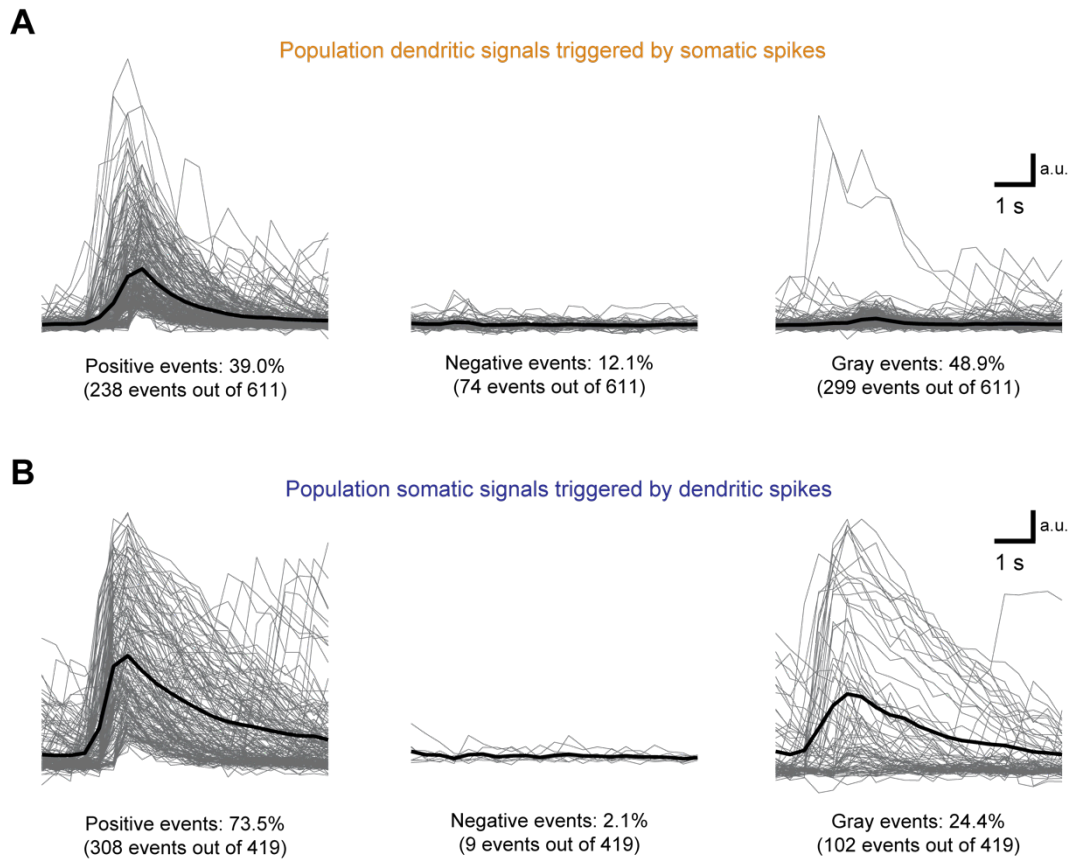 A
Population dendritic signals triggered by somatic spikes
a.u.
1 s
Positive events: 39.0%
(238 events out of 611)
Negative events: 12.1%
(74 events out of 611)
Gray events: 48.9%
(299 events out of 611)
B
Population somatic signals triggered by dendritic spikes
a.u.
1 s
Positive events: 73.5%
(308 events out of 419)
Negative events: 2.1%
(9 events out of 419)
Gray events: 24.4%
(102 events out of 419)